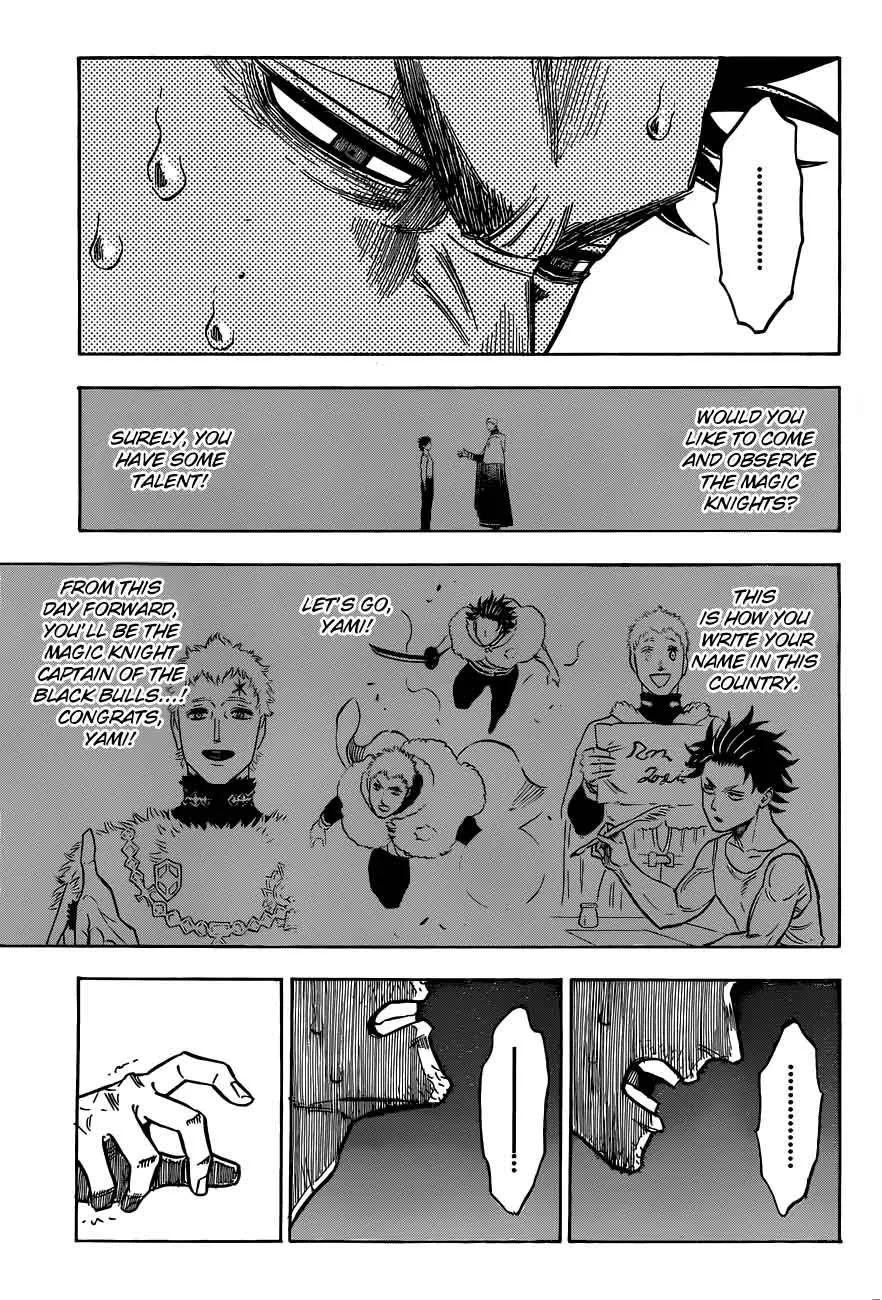 ..........
WOULD YOU
LIKE TO COME
AND OBSERVE
THE MAGIC
KNIGHTS?
SURELY, YOU
HAVE SOME
TALENT!
THIS
IS HOW YOU
WRITE YOUR
NAME IN THIS
COUNTRY.
LET'S GO,
YAMI!
FROM THIS
DAY FORWARD,
YOU'LL BE THE
MAGIC KNIGHT
CAPTAIN OF THE
BLACK BULLS...!
CONGRATS,
YAMI!
..........